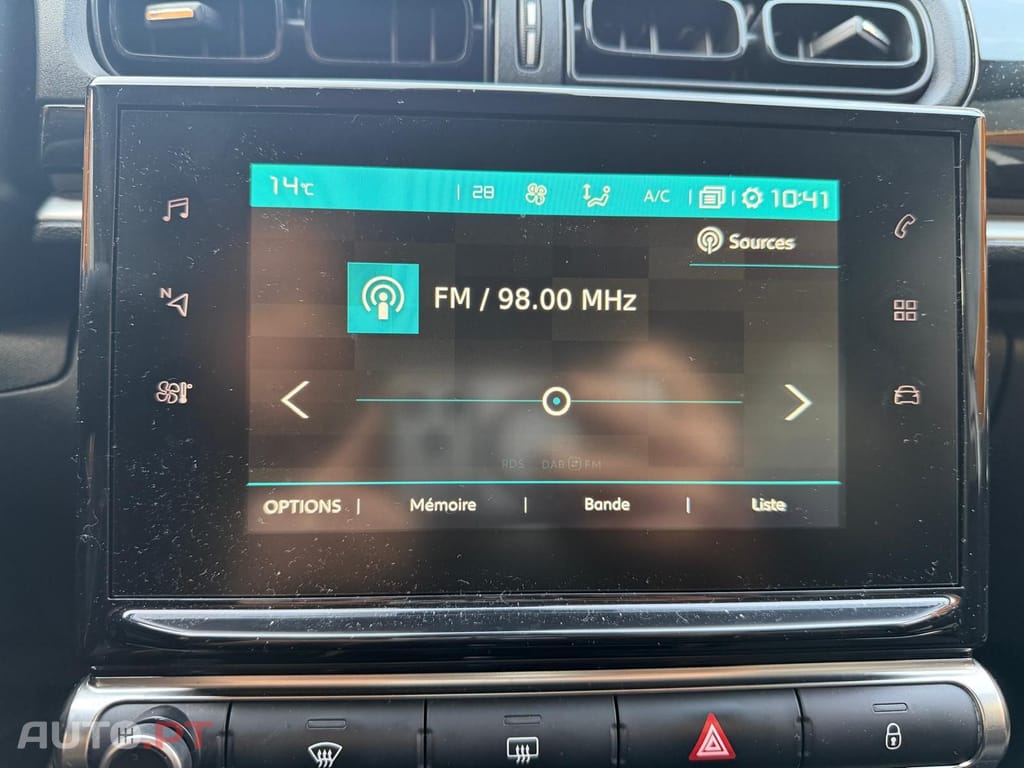 14°C | 28 A/C | | 10:41
Sources
N
FM / 98.00 MHz
RDS DAB FM
OPTIONS | Mémoire | Bande | Liste
AUTO.PT